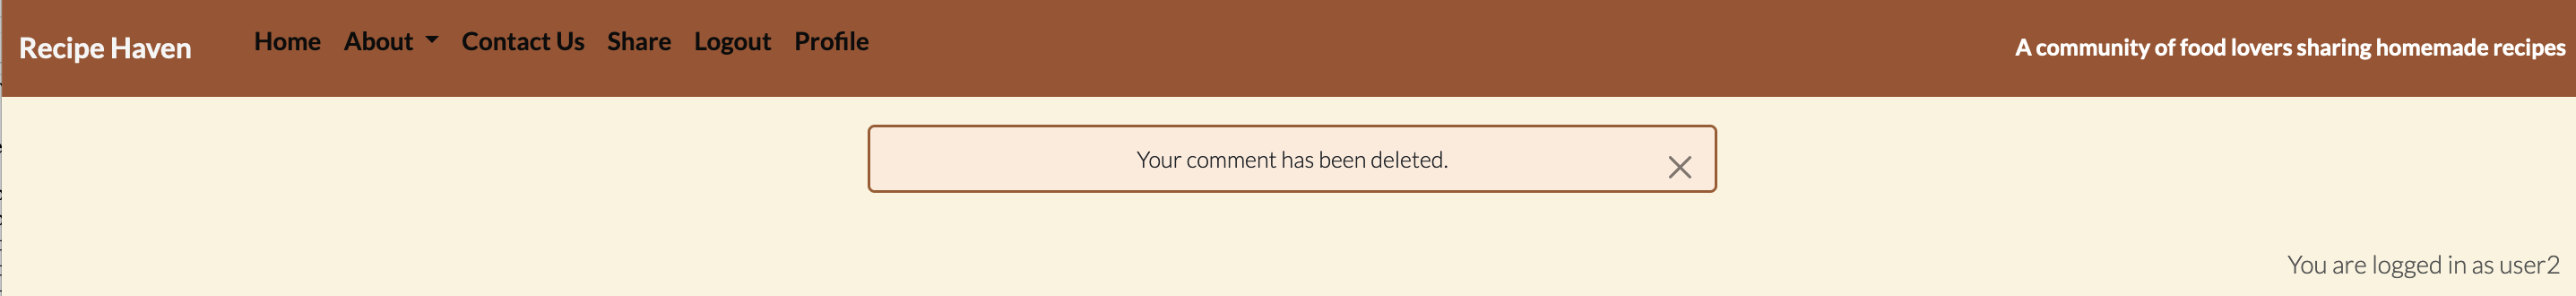 Recipe Haven
Home About Contact Us Share Logout Profile
A community of food lovers sharing homemade recipes
Your comment has been deleted.
You are logged in as user2